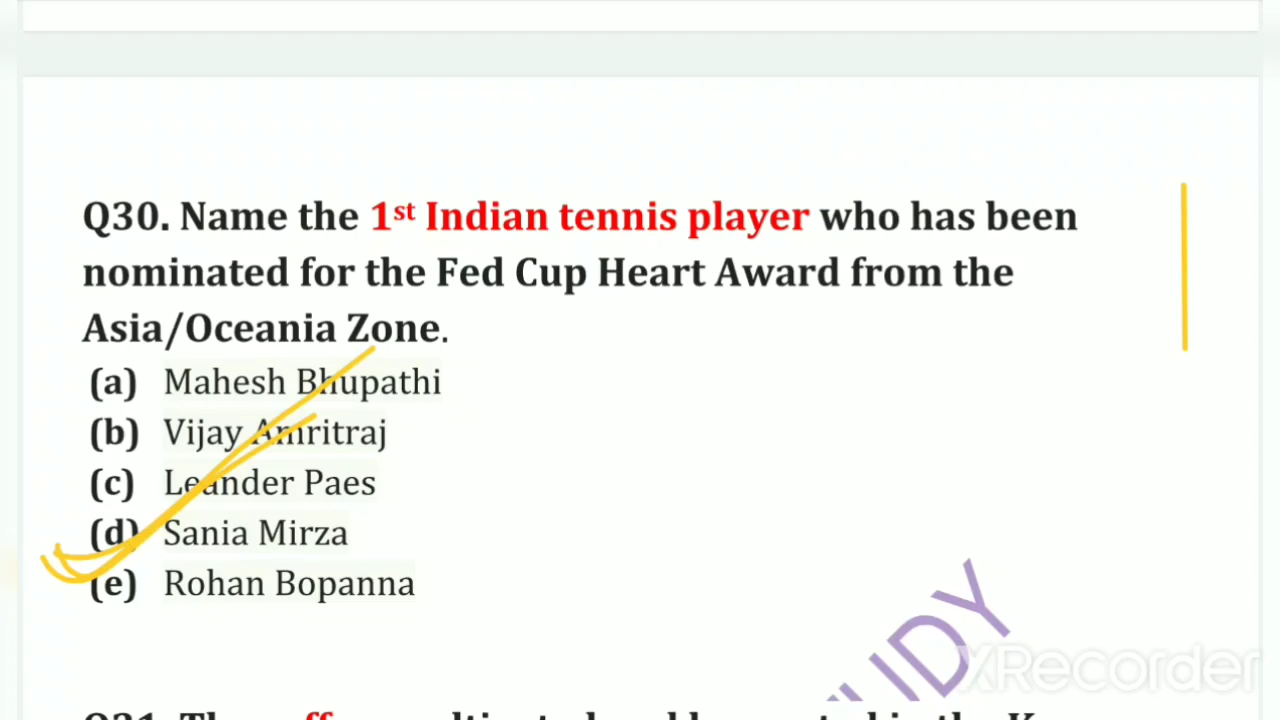 Q30. Name the 1st Indian tennis player who has been
nominated for the Fed Cup Heart Award from the
Asia/Oceania Zone.
(a) Mahesh Bhupathi
(b) Vijay Amritraj
(c) Leander Paes
(d) Sania Mirza
(e) Rohan Bopanna
UDY
XRecorder